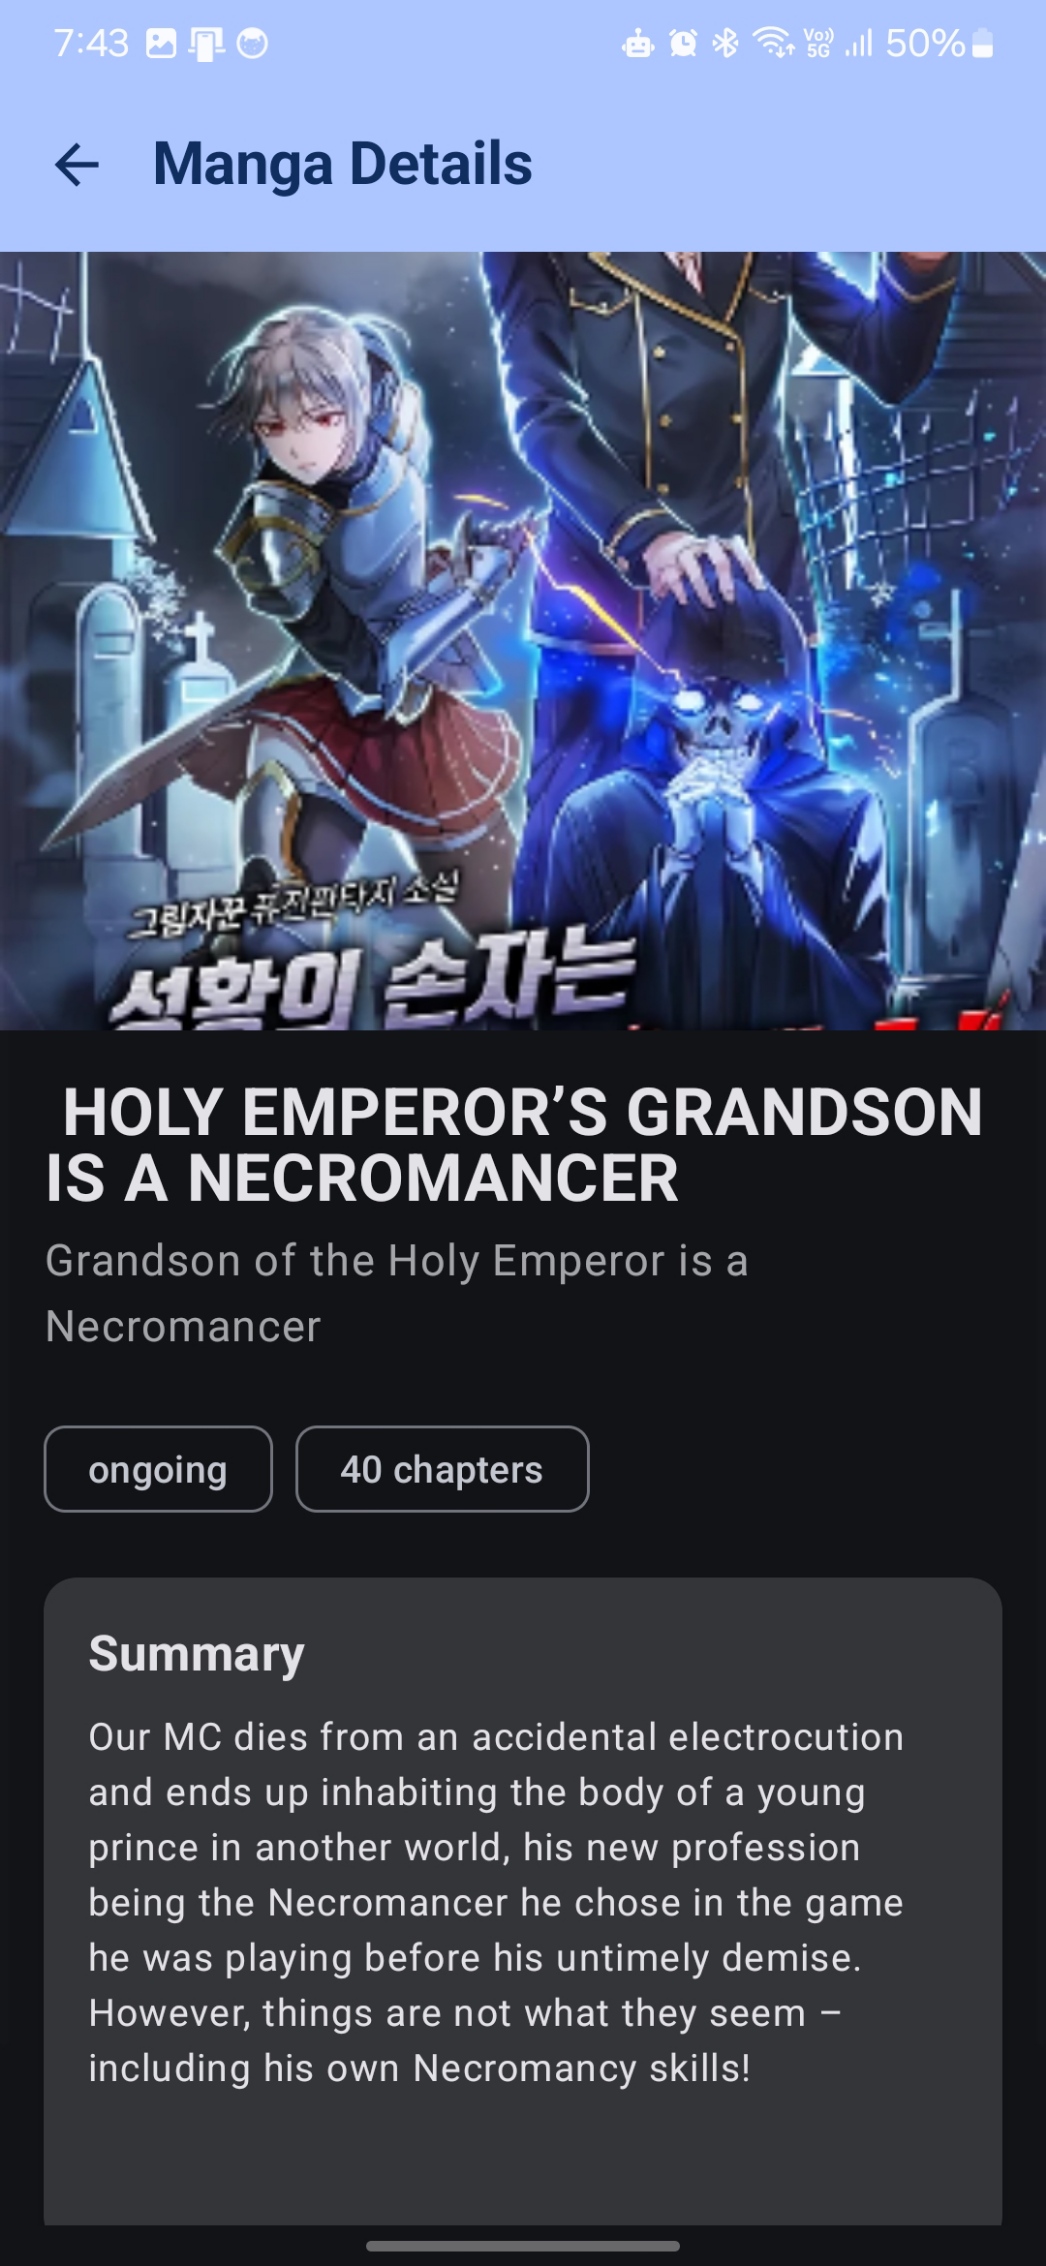 7:43
Vo))
5G
50%
Manga Details
그림자꾼 퓨전판타지 소설
성황의 손자는
HOLY EMPEROR’S GRANDSON
IS A NECROMANCER
Grandson of the Holy Emperor is a
Necromancer
ongoing
40 chapters
Summary
Our MC dies from an accidental electrocution
and ends up inhabiting the body of a young
prince in another world, his new profession
being the Necromancer he chose in the game
he was playing before his untimely demise.
However, things are not what they seem –
including his own Necromancy skills!